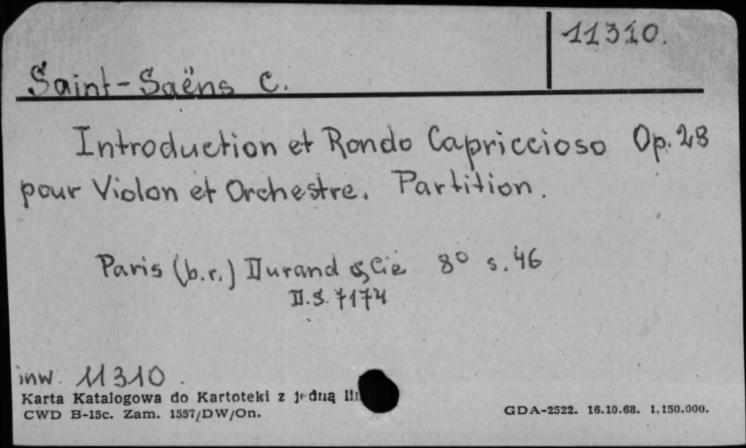 11310.
Saint-Saëns C.
Introduction et Rondo Capriccioso Op. 28
pour Violon et Orchestre. Partition.
Paris (b.r.) Durand & Cie 8° s. 46
D.S. 7174
inw. 11310.
Karta Katalogowa do Kartoteki z jedną
CWD B-15c. Zam. 1557/DW/On.
GDA-2522. 16.10.68. 1.150.000.